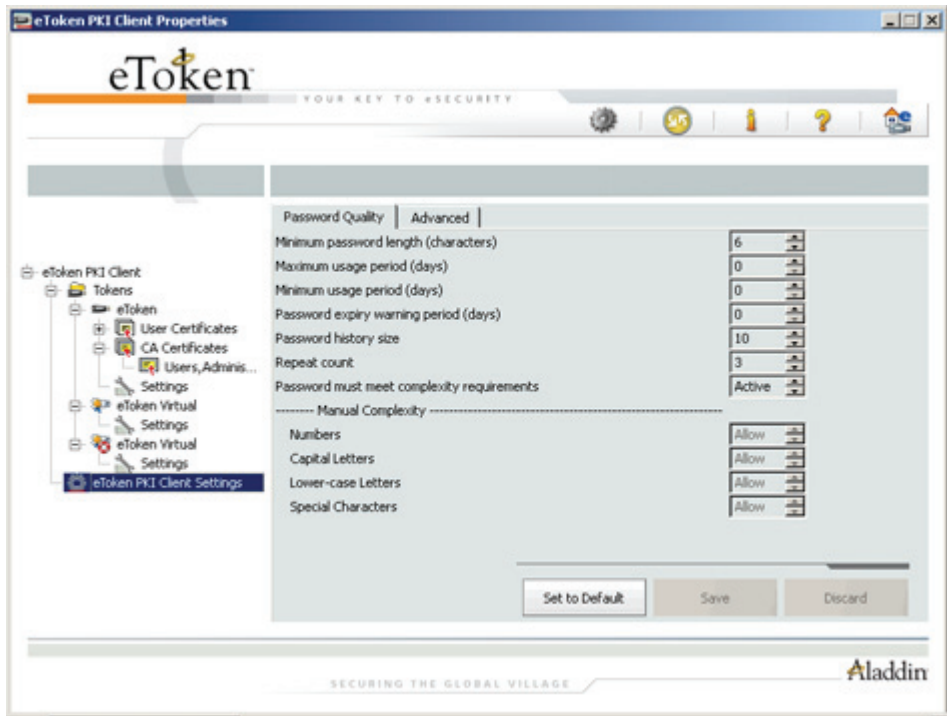 eToken PKI Client Properties
eToken
YOUR KEY TO eSECURITY
eToken PKI Client
Tokens
eToken
User Certificates
CA Certificates
Users,Adminis...
Settings
eToken Virtual
Settings
eToken Virtual
Settings
eToken PKI Client Settings
Password Quality Advanced
Minimum password length (characters) 6
Maximum usage period (days) 0
Minimum usage period (days) 0
Password expiry warning period (days) 0
Password history size 10
Repeat count 3
Password must meet complexity requirements Active
-------- Manual Complexity --------
Numbers Allow
Capital Letters Allow
Lower-case Letters Allow
Special Characters Allow
Set to Default Save Discard
Aladdin
SECURING THE GLOBAL VILLAGE